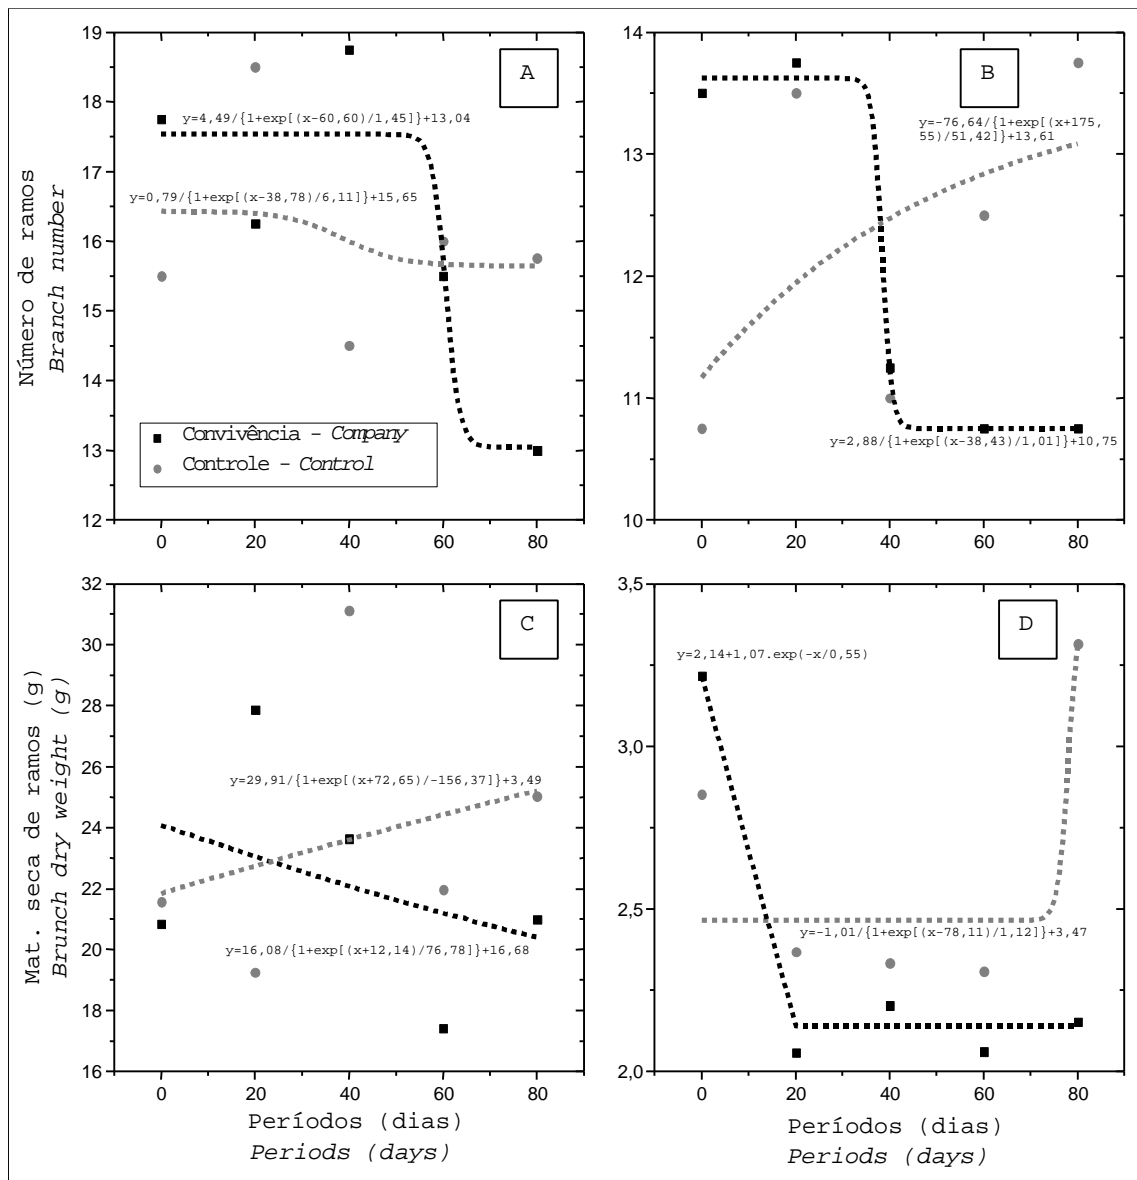 19
18
17
16
15
14
13
12
0
20
40
60
80
A
y=4,49/{1+exp[(x-60,60)/1,45]}+13,04
y=0,79/{1+exp[(x-38,78)/6,11]}+15,65
Convivência - Company
Controle - Control
Número de ramos
Branch number
14
13
12
11
10
0
20
40
60
80
B
y=-76,64/{1+exp[(x+175,
55)/51,42]}+13,61
y=2,88/{1+exp[(x-38,43)/1,01]}+10,75
32
30
28
26
24
22
20
18
16
0
20
40
60
80
C
y=29,91/{1+exp[(x+72,65)/-156,37]}+3,49
y=16,08/{1+exp[(x+12,14)/76,78]}+16,68
Mat. seca de ramos (g)
Brunch dry weight (g)
Períodos (dias)
Periods (days)
3,5
3,0
2,5
2,0
0
20
40
60
80
D
y=2,14+1,07.exp(-x/0,55)
y=-1,01/{1+exp[(x-78,11)/1,12]}+3,47
Períodos (dias)
Periods (days)